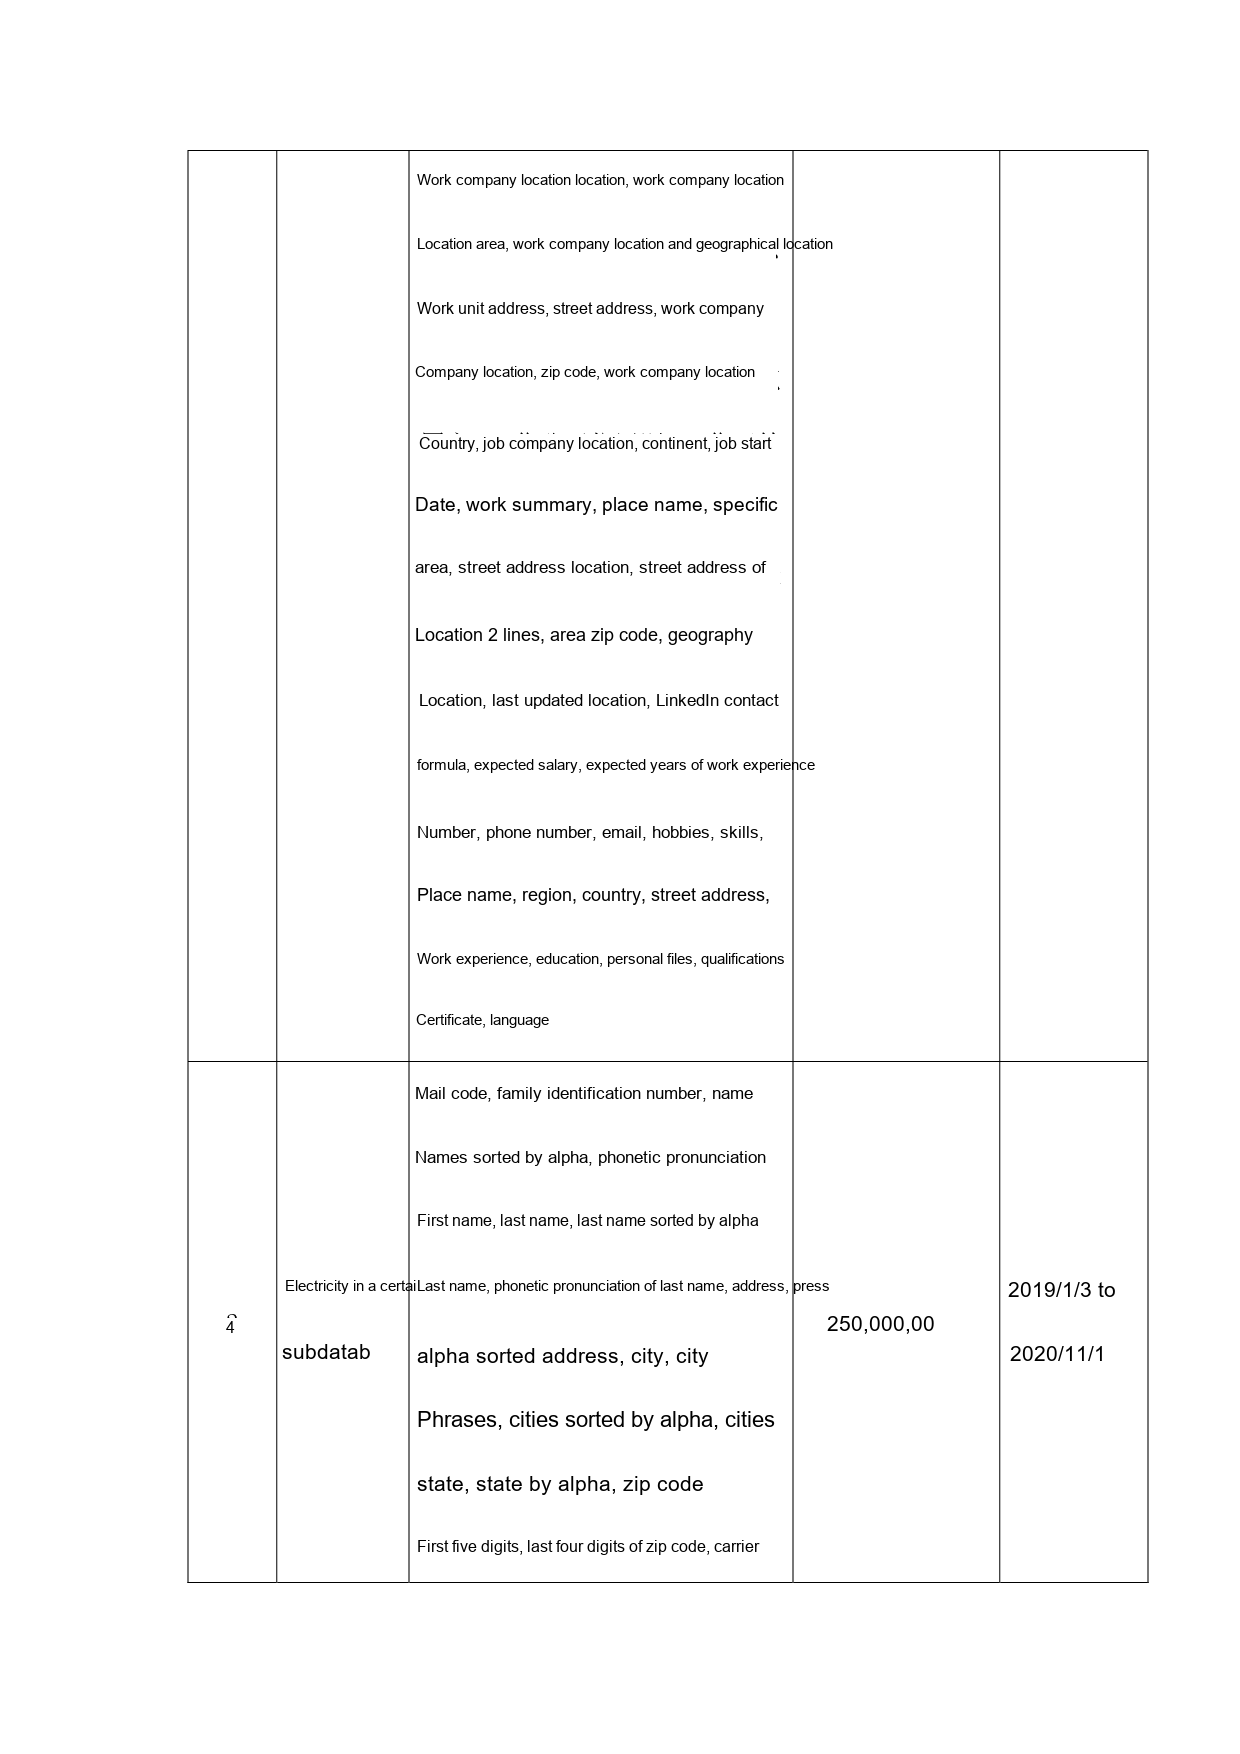 Work company location location, work company location
Location area, work company location and geographical location
Work unit address, street address, work company
Company location, zip code, work company location
Country, job company location, continent, job start
Date, work summary, place name, specific
area, street address location, street address of
Location 2 lines, area zip code, geography
Location, last updated location, LinkedIn contact
formula, expected salary, expected years of work experience
Number, phone number, email, hobbies, skills,
Place name, region, country, street address,
Work experience, education, personal files, qualifications
Certificate, language
4
Electricity in a certai
subdatab
Mail code, family identification number, name
Names sorted by alpha, phonetic pronunciation
First name, last name, last name sorted by alpha
Last name, phonetic pronunciation of last name, address, press
alpha sorted address, city, city
Phrases, cities sorted by alpha, cities
state, state by alpha, zip code
First five digits, last four digits of zip code, carrier
250,000,00
2019/1/3 to
2020/11/1